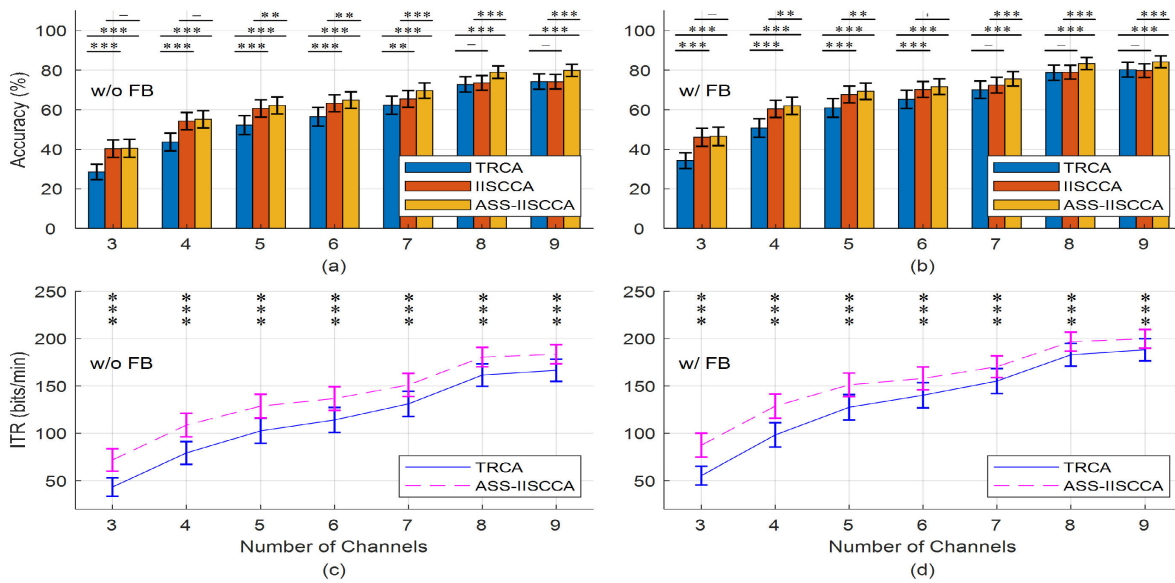 — — ** ** *** *** ***
*** *** *** *** *** *** ***
*** *** *** *** ** — —
100
80
60
40
20
0
Accuracy (%)
w/o FB
TRCA
IISCCA
ASS-IISCCA
3 4 5 6 7 8 9
(a)
— ** ** + *** *** ***
*** *** *** *** *** *** ***
*** *** *** *** — — —
100
80
60
40
20
0
w/ FB
TRCA
IISCCA
ASS-IISCCA
3 4 5 6 7 8 9
(b)
250
200
150
100
50
ITR (bits/min)
*** *** *** *** *** *** ***
w/o FB
TRCA
ASS-IISCCA
3 4 5 6 7 8 9
Number of Channels
(c)
250
200
150
100
50
*** *** *** *** *** *** ***
w/ FB
TRCA
ASS-IISCCA
3 4 5 6 7 8 9
Number of Channels
(d)